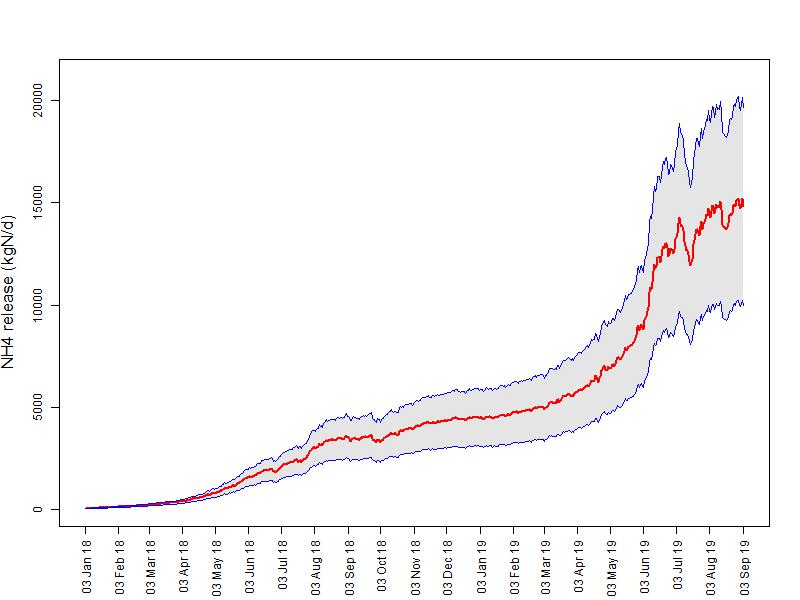 NH4 release (kgN/d)
20000
15000
10000
5000
0
03 Jan 18
03 Feb 18
03 Mar 18
03 Apr 18
03 May 18
03 Jun 18
03 Jul 18
03 Aug 18
03 Sep 18
03 Oct 18
03 Nov 18
03 Dec 18
03 Jan 19
03 Feb 19
03 Mar 19
03 Apr 19
03 May 19
03 Jun 19
03 Jul 19
03 Aug 19
03 Sep 19